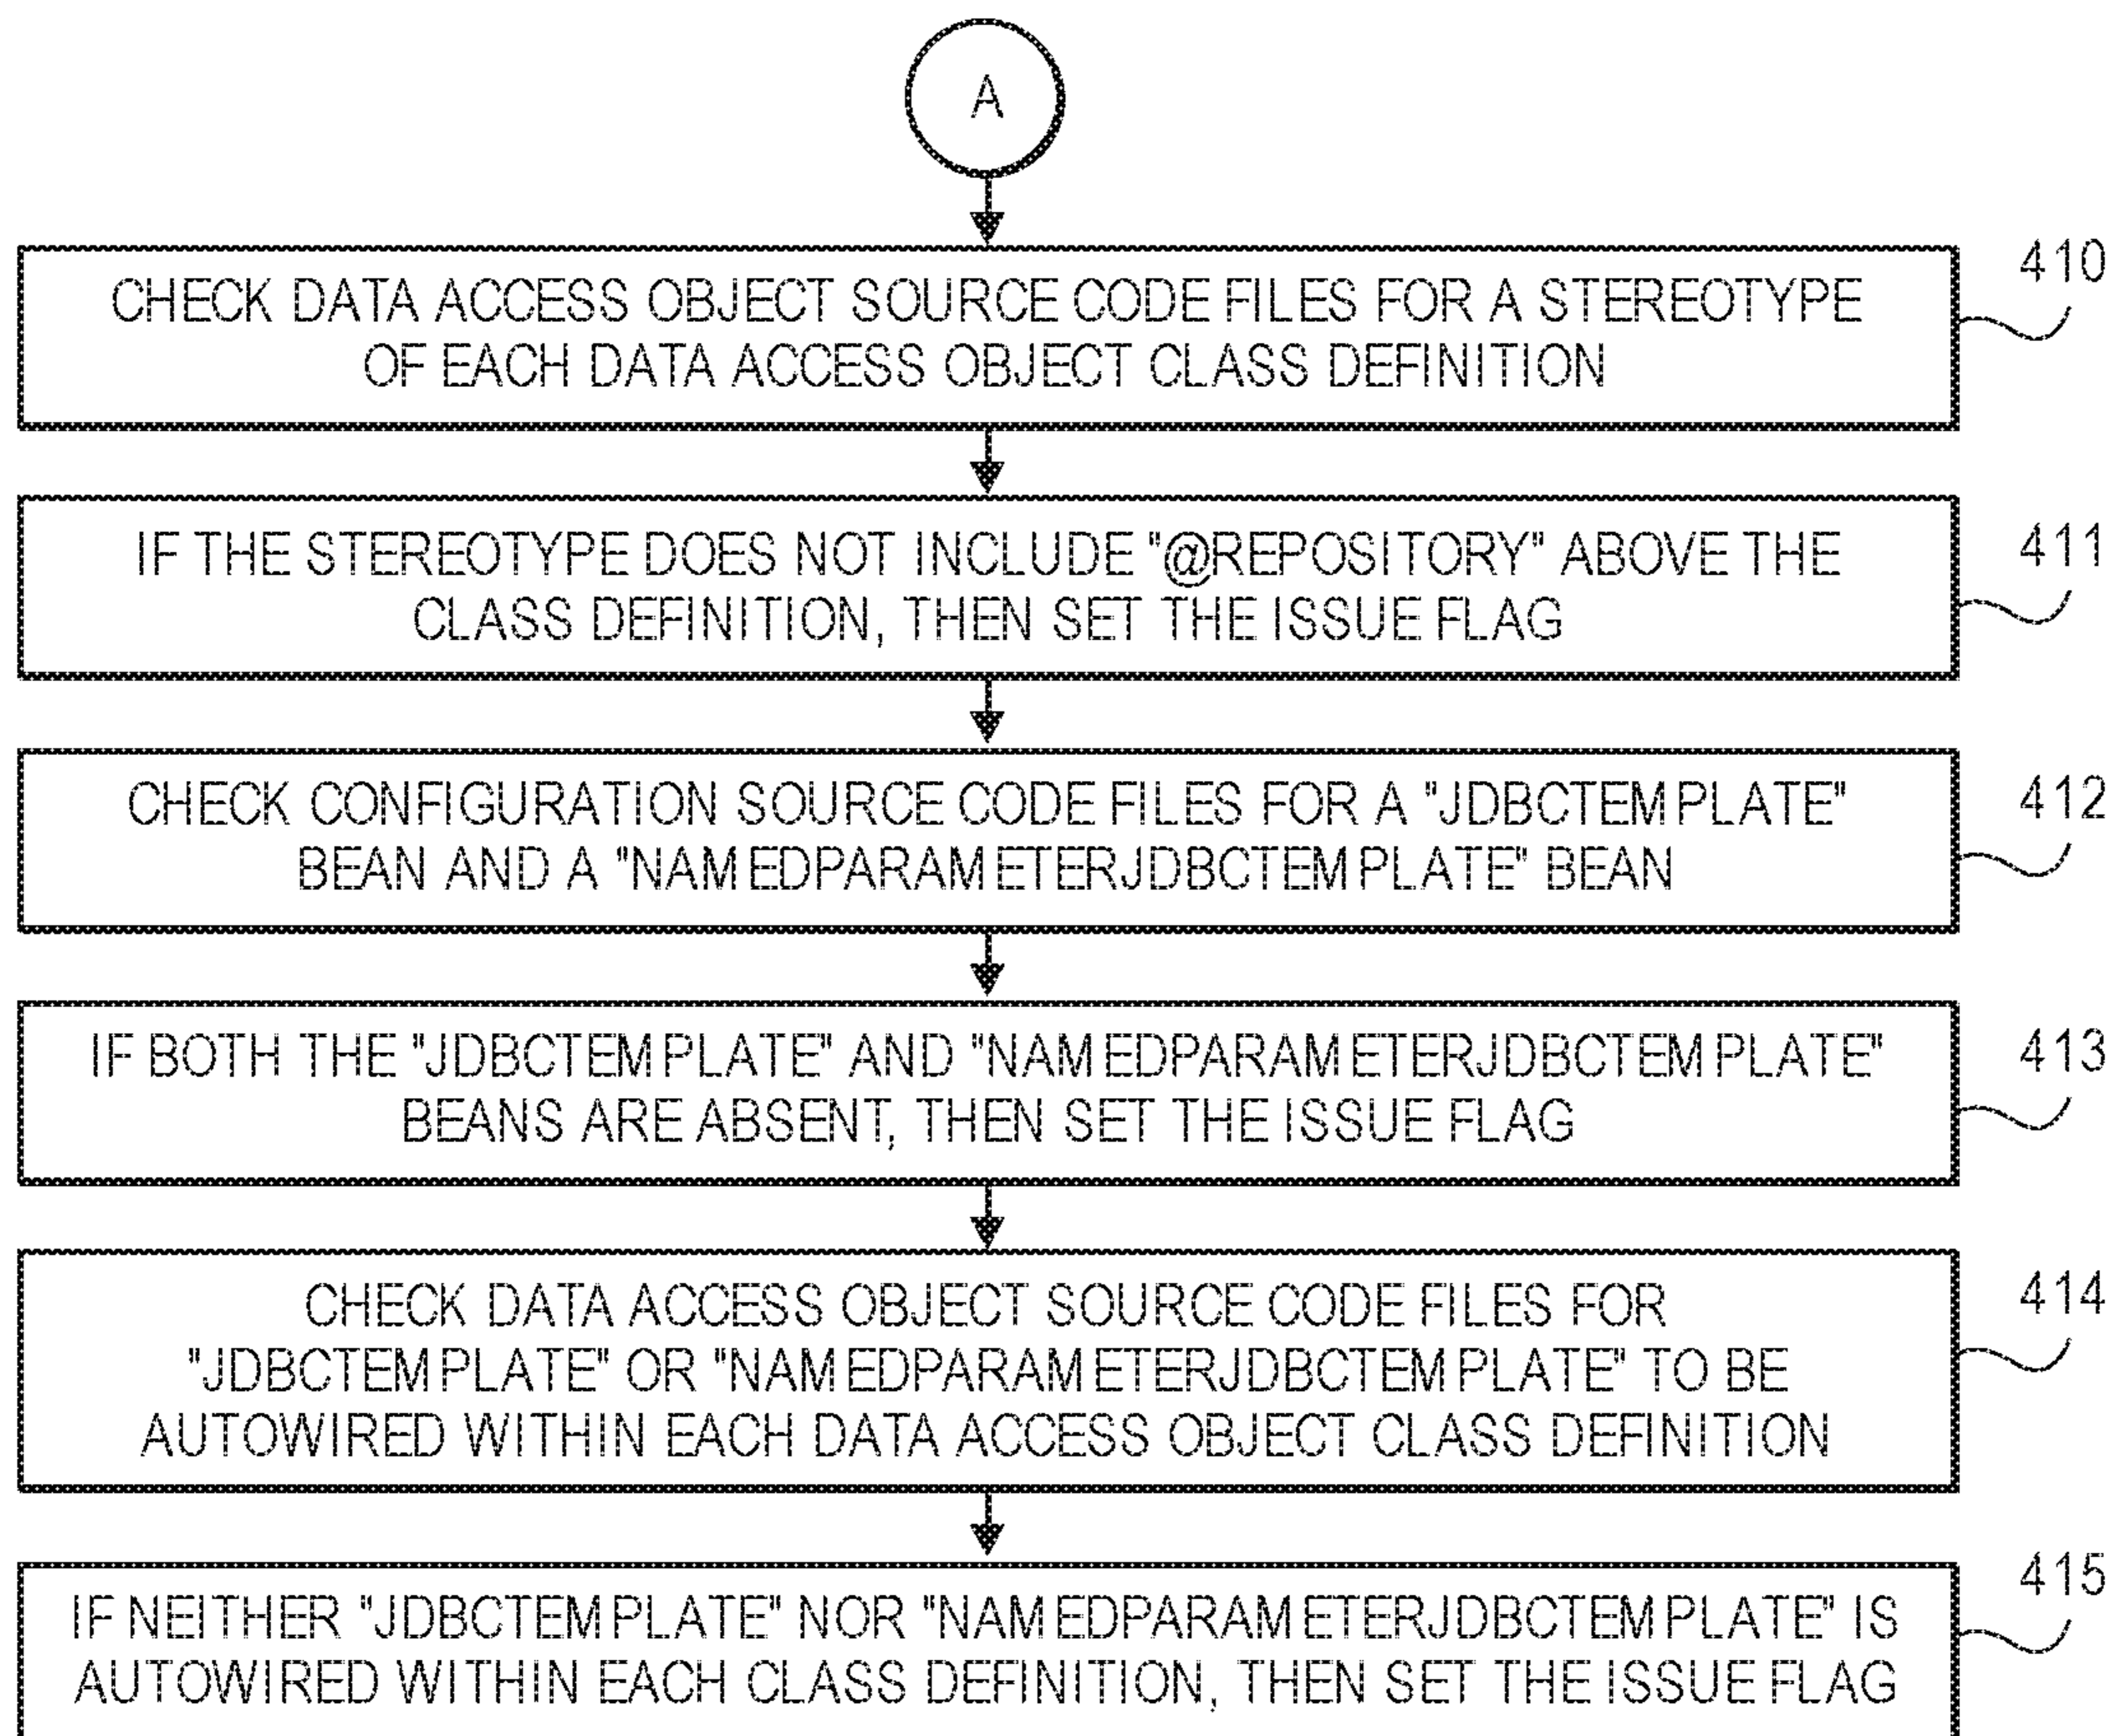 A
410
CHECK DATA ACCESS OBJECT SOURCE CODE FILES FOR A STEREOTYPE
OF EACH DATA ACCESS OBJECT CLASS DEFINITION
411
IF THE STEREOTYPE DOES NOT INCLUDE "@REPOSITORY" ABOVE THE
CLASS DEFINITION, THEN SET THE ISSUE FLAG
412
CHECK CONFIGURATION SOURCE CODE FILES FOR A "JDBCTEMPLATE"
BEAN AND A "NAMEDPARAMETERJDBCTEMPLATE" BEAN
413
IF BOTH THE "JDBCTEMPLATE" AND "NAMEDPARAMETERJDBCTEMPLATE"
BEANS ARE ABSENT, THEN SET THE ISSUE FLAG
414
CHECK DATA ACCESS OBJECT SOURCE CODE FILES FOR
"JDBCTEMPLATE" OR "NAMEDPARAMETERJDBCTEMPLATE" TO BE
AUTOWIRED WITHIN EACH DATA ACCESS OBJECT CLASS DEFINITION
415
IF NEITHER "JDBCTEMPLATE" NOR "NAMEDPARAMETERJDBCTEMPLATE" IS
AUTOWIRED WITHIN EACH CLASS DEFINITION, THEN SET THE ISSUE FLAG